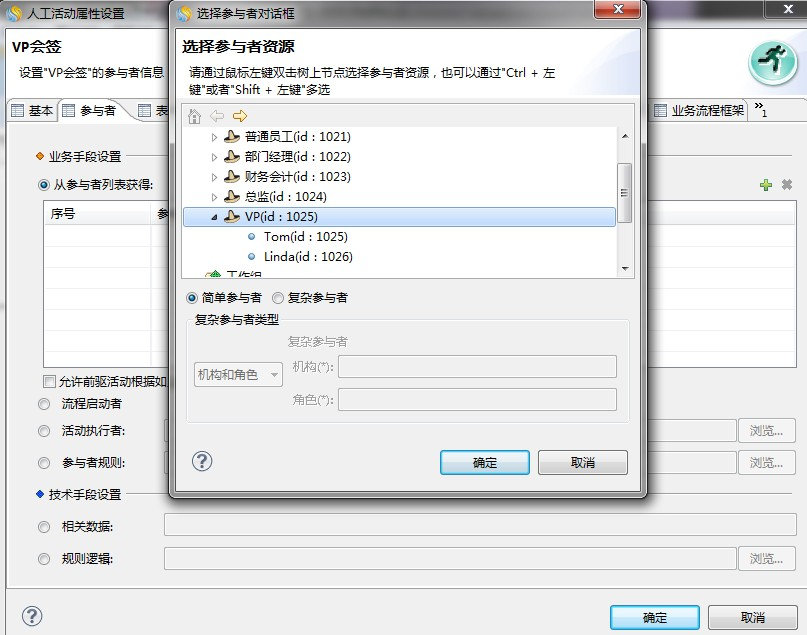 人工活动属性设置
VP会签
设置"VP会签"的参与者信息
基本
参与者
表
业务流程框架
»1
业务手段设置
从参与者列表获得:
序号
参
允许前驱活动根据如
流程启动者
活动执行者:
浏览...
参与者规则:
浏览...
技术手段设置
相关数据:
规则逻辑:
浏览...
确定
取消
选择参与者对话框
选择参与者资源
请通过鼠标左键双击树上节点选择参与者资源，也可以通过"Ctrl + 左
键"或者"Shift + 左键"多选
普通员工(id : 1021)
部门经理(id : 1022)
财务会计(id : 1023)
总监(id : 1024)
VP(id : 1025)
Tom(id : 1025)
Linda(id : 1026)
工作组
简单参与者
复杂参与者
复杂参与者类型
复杂参与者
机构和角色
机构(*):
角色(*):
确定
取消